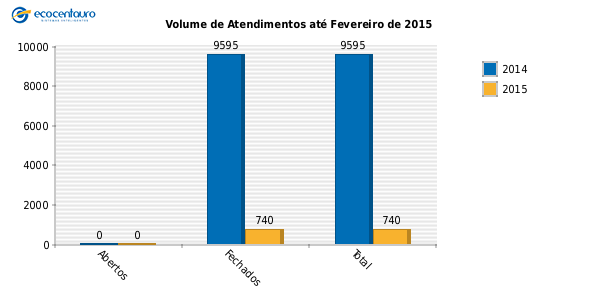 ecocentauro
Volume de Atendimentos até Fevereiro de 2015
10000
8000
6000
4000
2000
0
0
0
9595
740
9595
740
Abertos
Fechados
Total
2014
2015